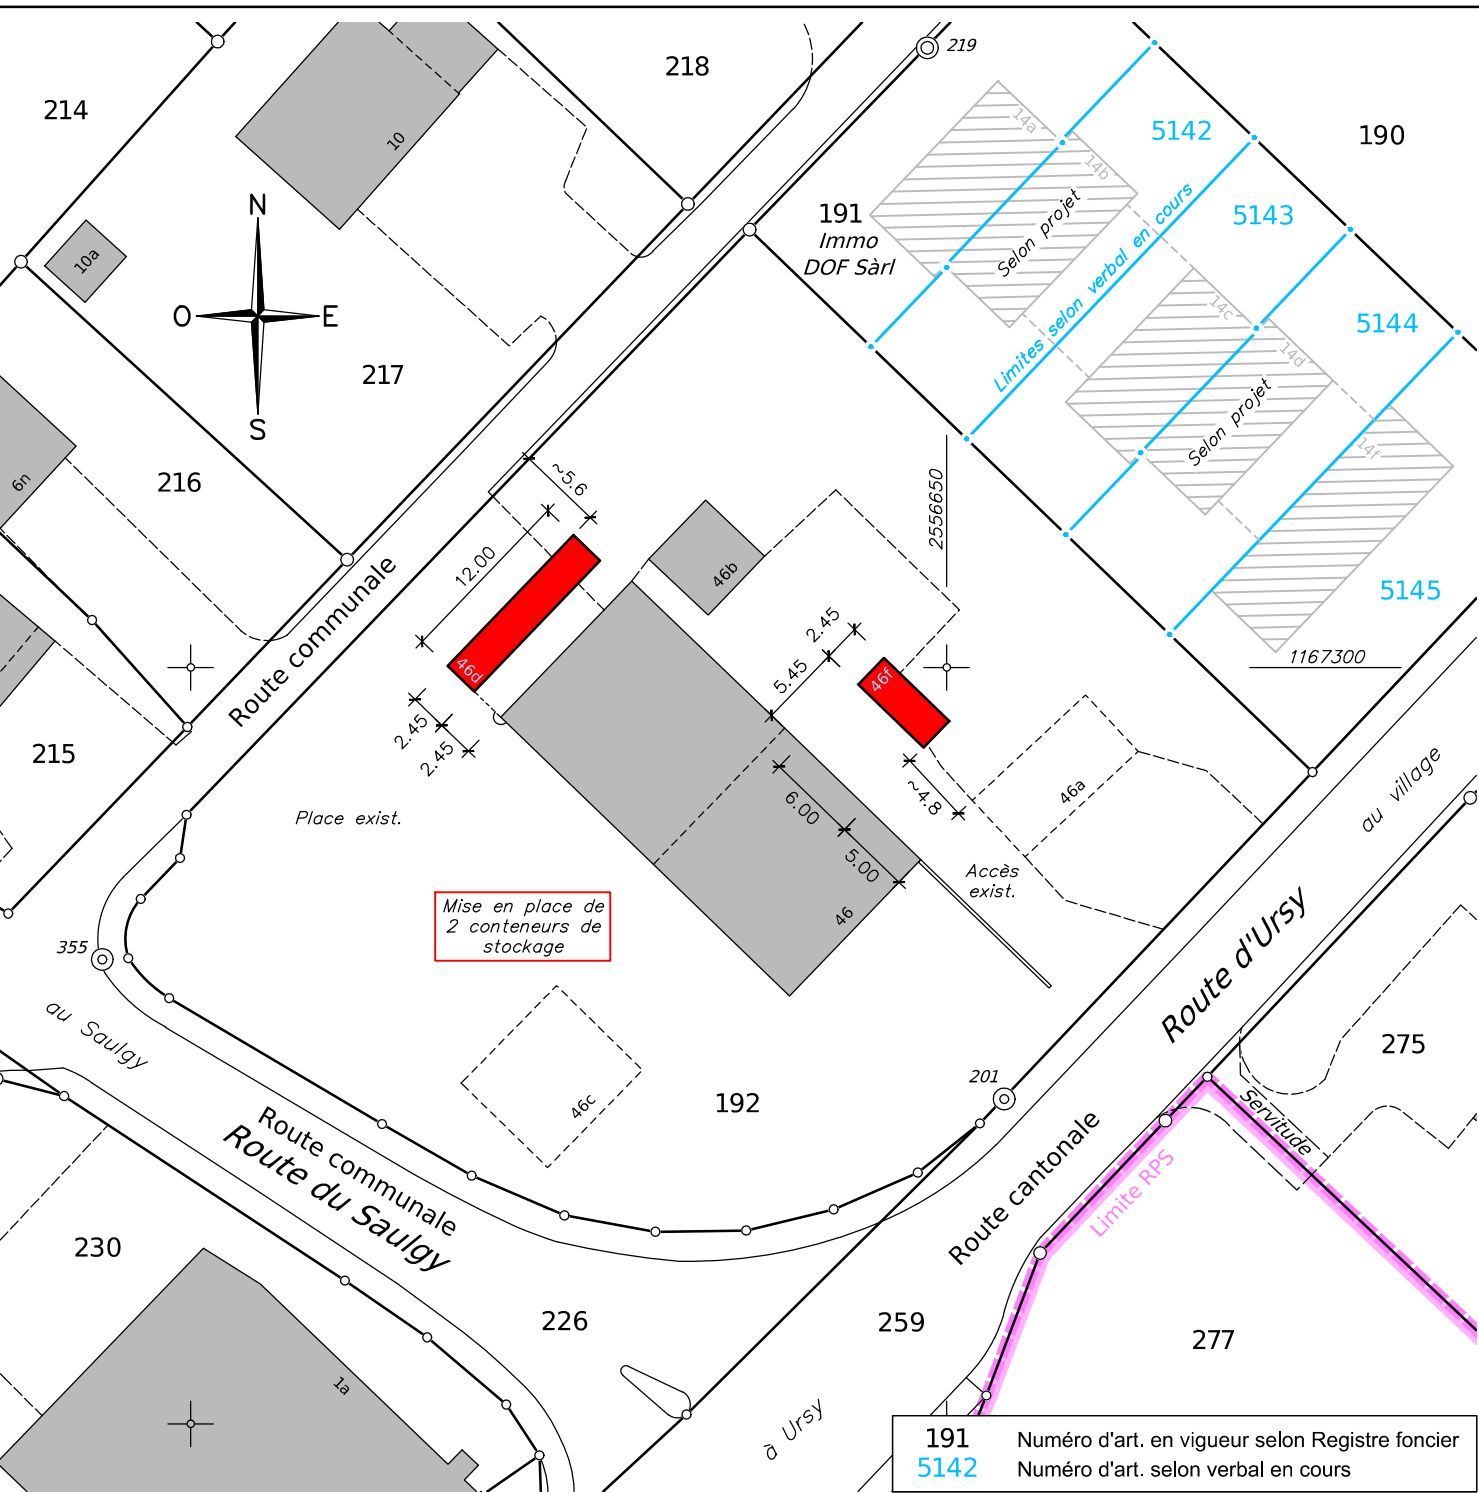 219
218
214
10
14a
5142
190
14b
191
Immo
DOF Sàrl
Selon projet
Limites selon verbal en cours
5143
N
10a
O
E
S
217
14c
5144
14d
Selon projet
14f
216
6n
~5.6
12.00
2556650
46b
5145
Route communale
2.45
5.45
1167300
46d
46f
2.45
2.45
215
46a
~4.8
6.00
5.00
au village
Place exist.
Accès
exist.
46
Mise en place de
2 conteneurs de
stockage
355
Route d'Ursy
au Saulgy
275
201
192
46c
Servitude
Route communale
Route du Saulgy
Route cantonale
Limite RPS
230
226
259
277
1a
à Ursy
191 Numéro d'art. en vigueur selon Registre foncier
5142 Numéro d'art. selon verbal en cours